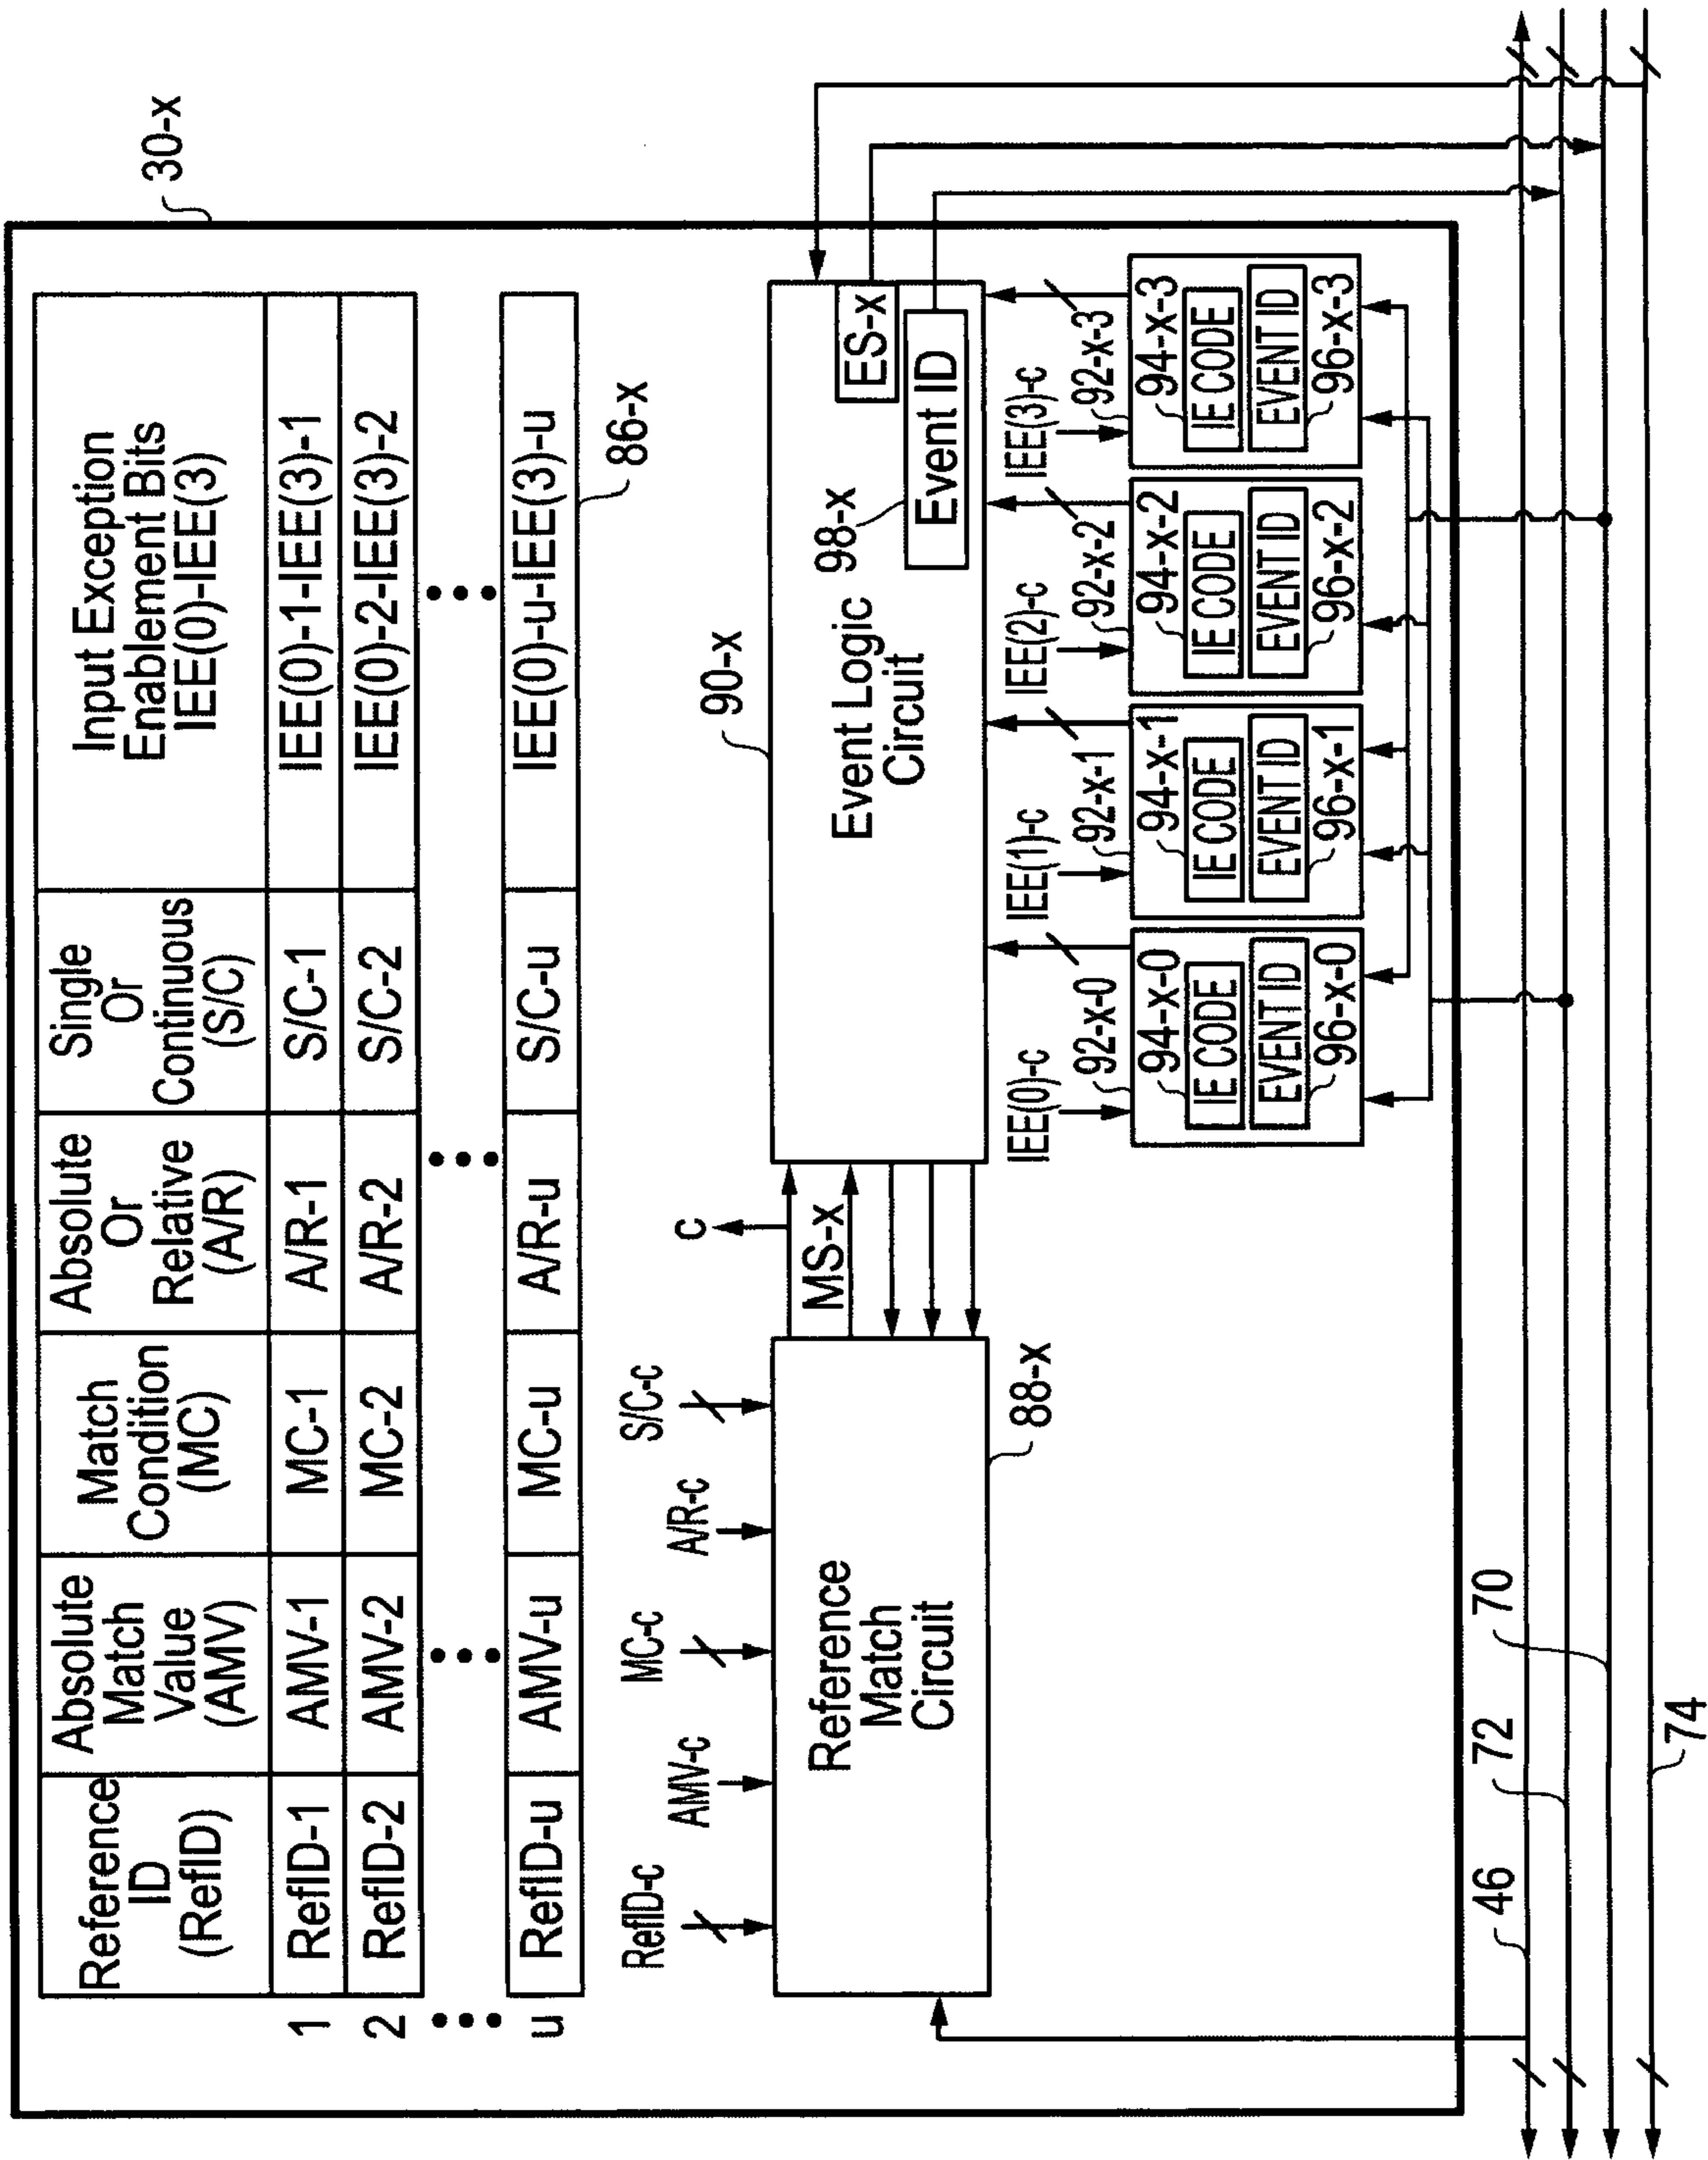 30-x
Reference
ID
(RefID)
Absolute
Match
Value
(AMV)
Match
Condition
(MC)
Absolute
Or
Relative
(A/R)
Single
Or
Continuous
(S/C)
Input Exception
Enablement Bits
IEE(0)-IEE(3)
1
RefID-1
AMV-1
MC-1
A/R-1
S/C-1
IEE(0)-1-IEE(3)-1
2
RefID-2
AMV-2
MC-2
A/R-2
S/C-2
IEE(0)-2-IEE(3)-2
u
RefID-u
AMV-u
MC-u
A/R-u
S/C-u
IEE(0)-u-IEE(3)-u
86-x
RefID-c
AMV-c
MC-c
A/R-c
S/C-c
Reference
Match
Circuit
88-x
c
MS-x
90-x
Event Logic
Circuit
98-x
ES-x
Event ID
IEE(0)-c
92-x-0
94-x-0
IE CODE
EVENT ID
96-x-0
IEE(1)-c
92-x-1
94-x-1
IE CODE
EVENT ID
96-x-1
IEE(2)-c
92-x-2
94-x-2
IE CODE
EVENT ID
96-x-2
IEE(3)-c
92-x-3
94-x-3
IE CODE
EVENT ID
96-x-3
46
72
70
74